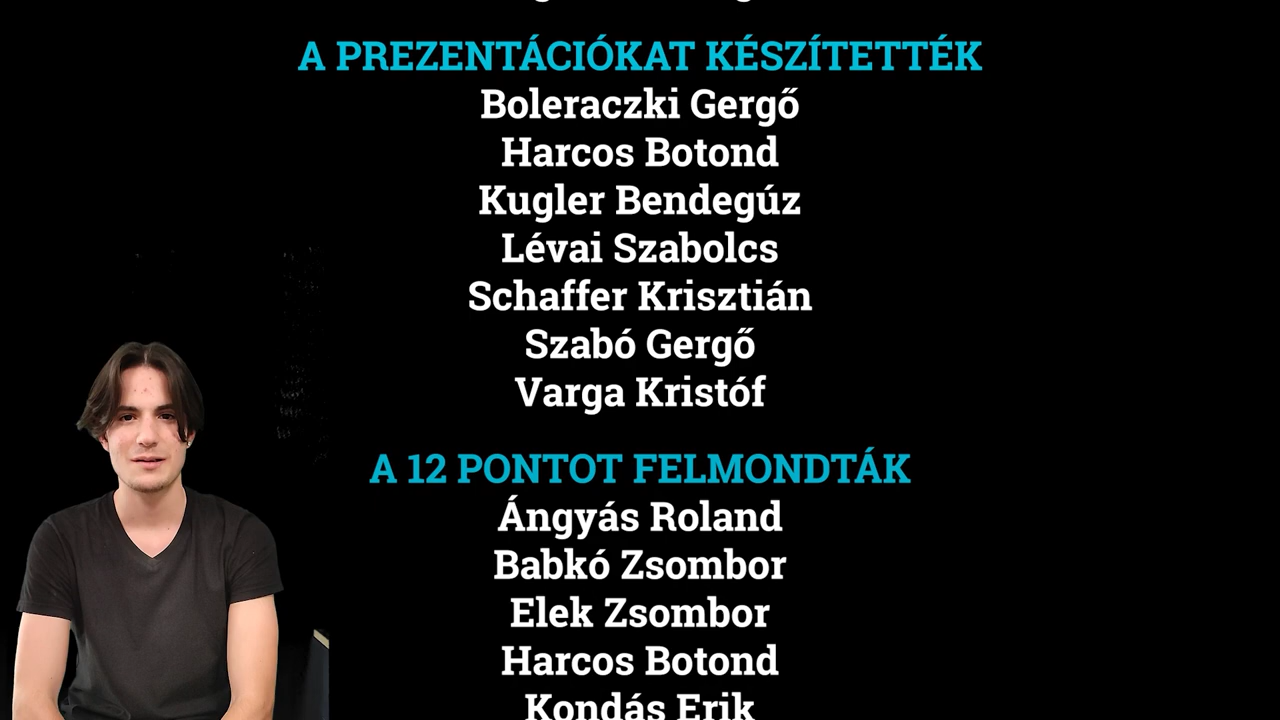 A PREZENTÁCIÓKAT KÉSZÍTETTÉK
Boleraczki Gergő
Harcos Botond
Kugler Bendegúz
Lévai Szabolcs
Schaffer Krisztián
Szabó Gergő
Varga Kristóf
A 12 PONTOT FELMONDTÁK
Ángyás Roland
Babkó Zsombor
Elek Zsombor
Harcos Botond
Kondás Erik